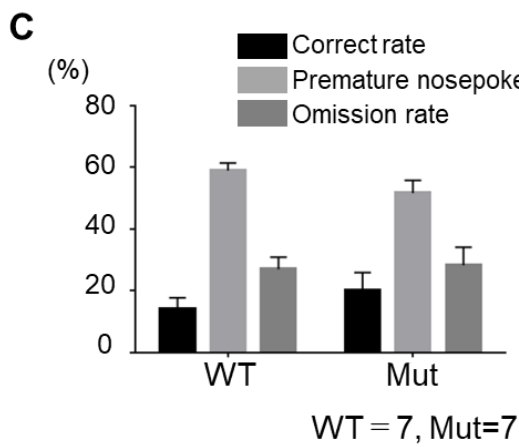 C
(%)
Correct rate
Premature nosepoke
Omission rate
80
60
40
20
0
WT
Mut
WT = 7, Mut=7